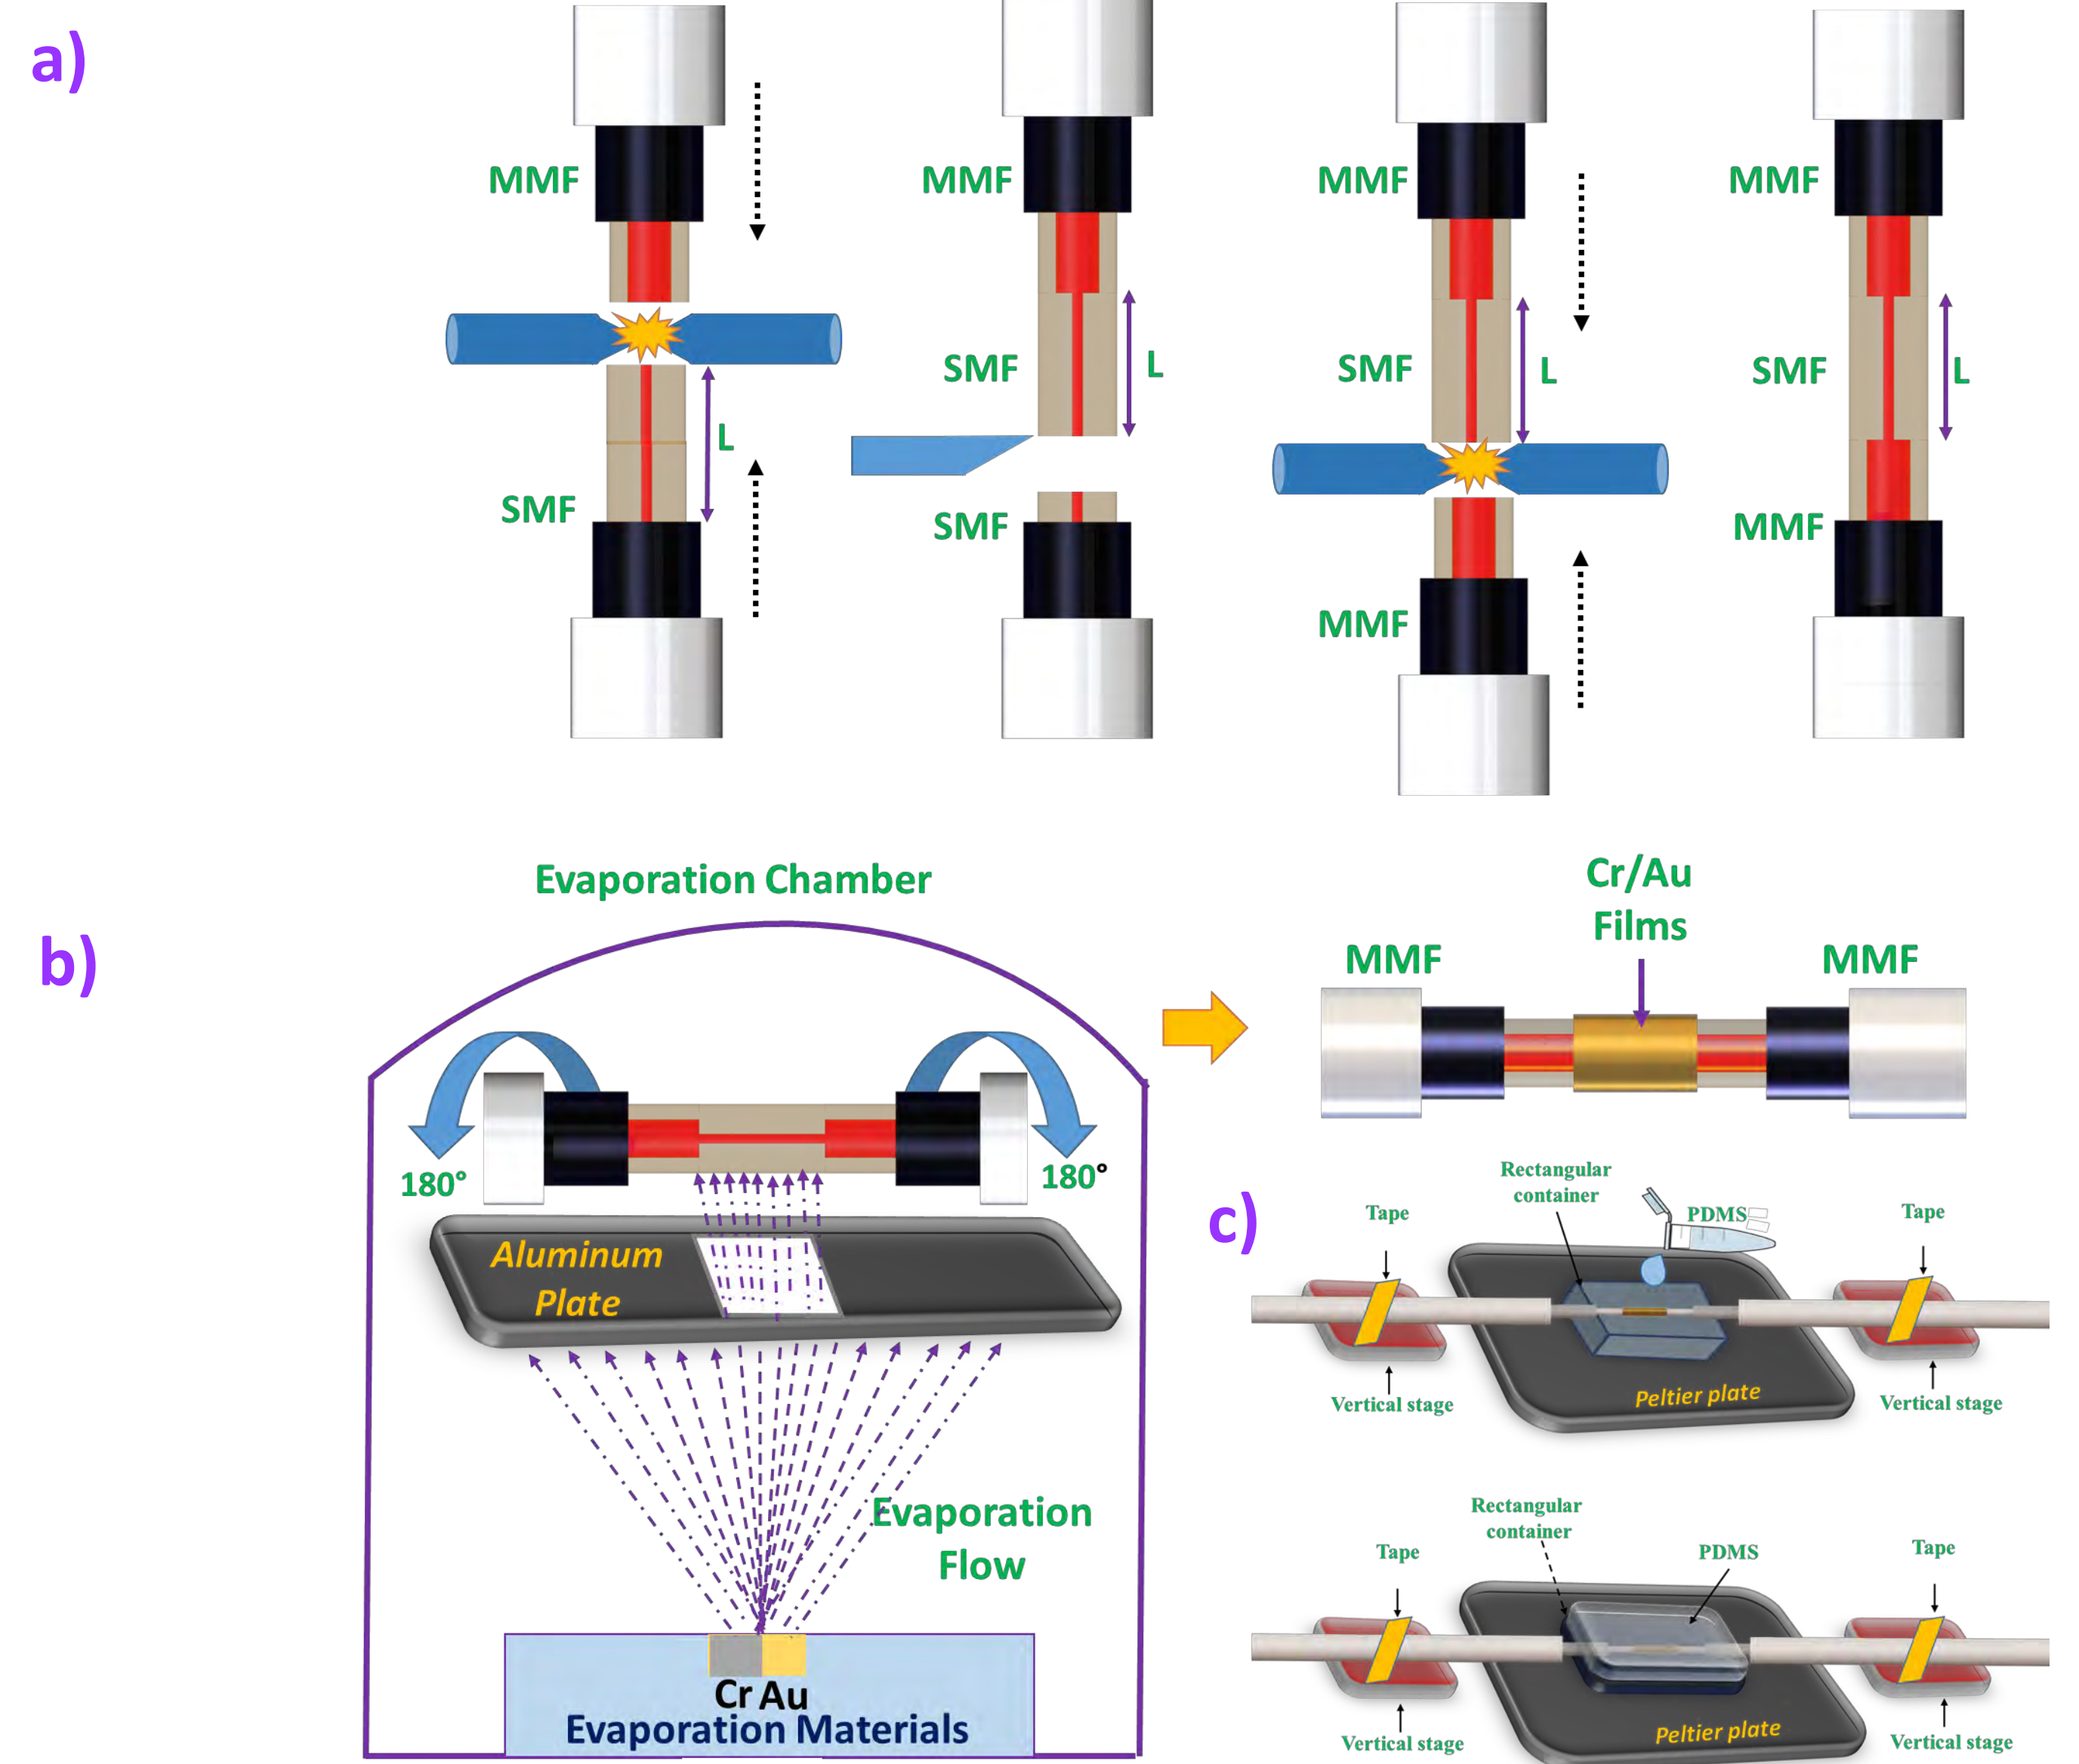 a)
MMF
MMF
MMF
MMF
SMF
L
SMF
L
SMF
L
SMF
L
SMF
SMF
MMF
MMF
b)
Evaporation Chamber
180°
180°
Aluminum
Plate
Evaporation
Flow
Cr Au
Evaporation Materials
Cr/Au
Films
MMF
MMF
c)
Rectangular
container
Tape
PDMS
Tape
Peltier plate
Vertical stage
Vertical stage
Rectangular
container
Tape
PDMS
Tape
Peltier plate
Vertical stage
Vertical stage